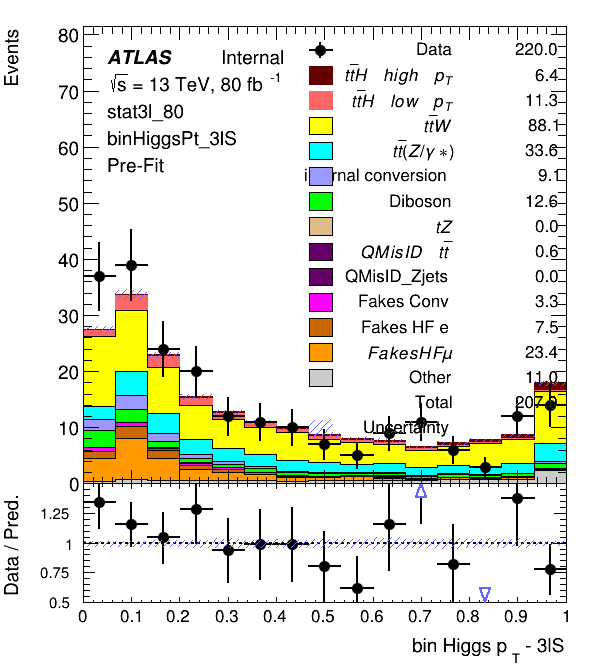 Events
80
70
60
50
40
30
20
10
0
ATLAS Internal
√s = 13 TeV, 80 fb -1
stat3l_80
binHiggsPt_3lS
Pre-Fit
Data 220.0
tt̄H high pT 6.4
tt̄H low pT 11.3
tt̄W 88.1
tt̄(Z/γ*) 33.6
internal conversion 9.1
Diboson 12.6
tZ 0.0
QMisID tt̄ 0.6
QMisID_Zjets 0.0
Fakes Conv 3.3
Fakes HF e 7.5
FakesHFμ 23.4
Other 11.0
Total
Uncertainty
Data / Pred.
1.25
1
0.75
0.5
0 0.1 0.2 0.3 0.4 0.5 0.6 0.7 0.8 0.9 1
bin Higgs p T - 3lS